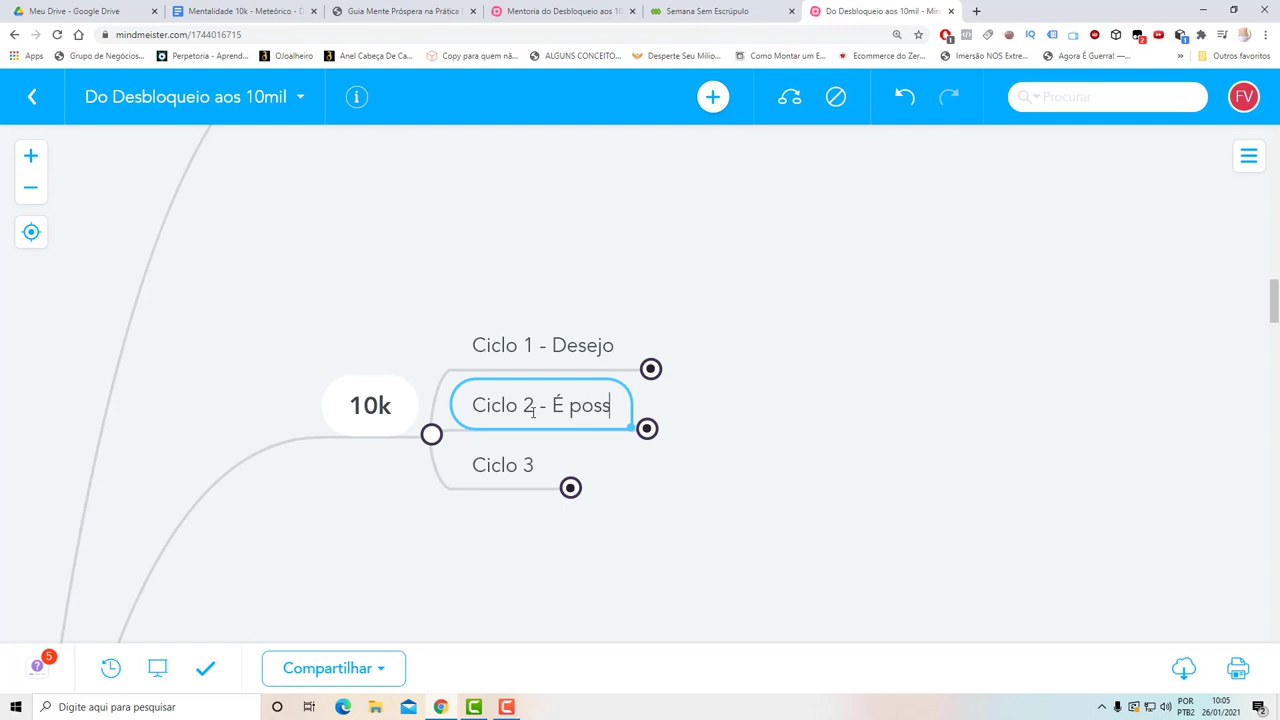 Meu Drive - Google Drive
Mentalidade 10k - Meteórico - D
Guia Mente Próspera na Prática
Mentoria do Desbloqueio aos 10
Semana Sem Escrúpulo
Do Desbloqueio aos 10mil - Min
mindmeister.com/1744016715
Apps
Grupo de Negócios...
Perpetoria - Aprend...
OJoalheiro
Anel Cabeça De Ca...
Copy para quem nã...
ALGUNS CONCEITO...
Desperte Seu Milio...
Como Montar um E...
Ecommerce do Zer...
Imersão NOS Extre...
Agora É Guerra! —...
Outros favoritos
Do Desbloqueio aos 10mil
Procurar
FV
Ciclo 1 - Desejo
10k
Ciclo 2 - É poss
Ciclo 3
5
Compartilhar
Digite aqui para pesquisar
POR
PTB2
10:05
26/01/2021
2